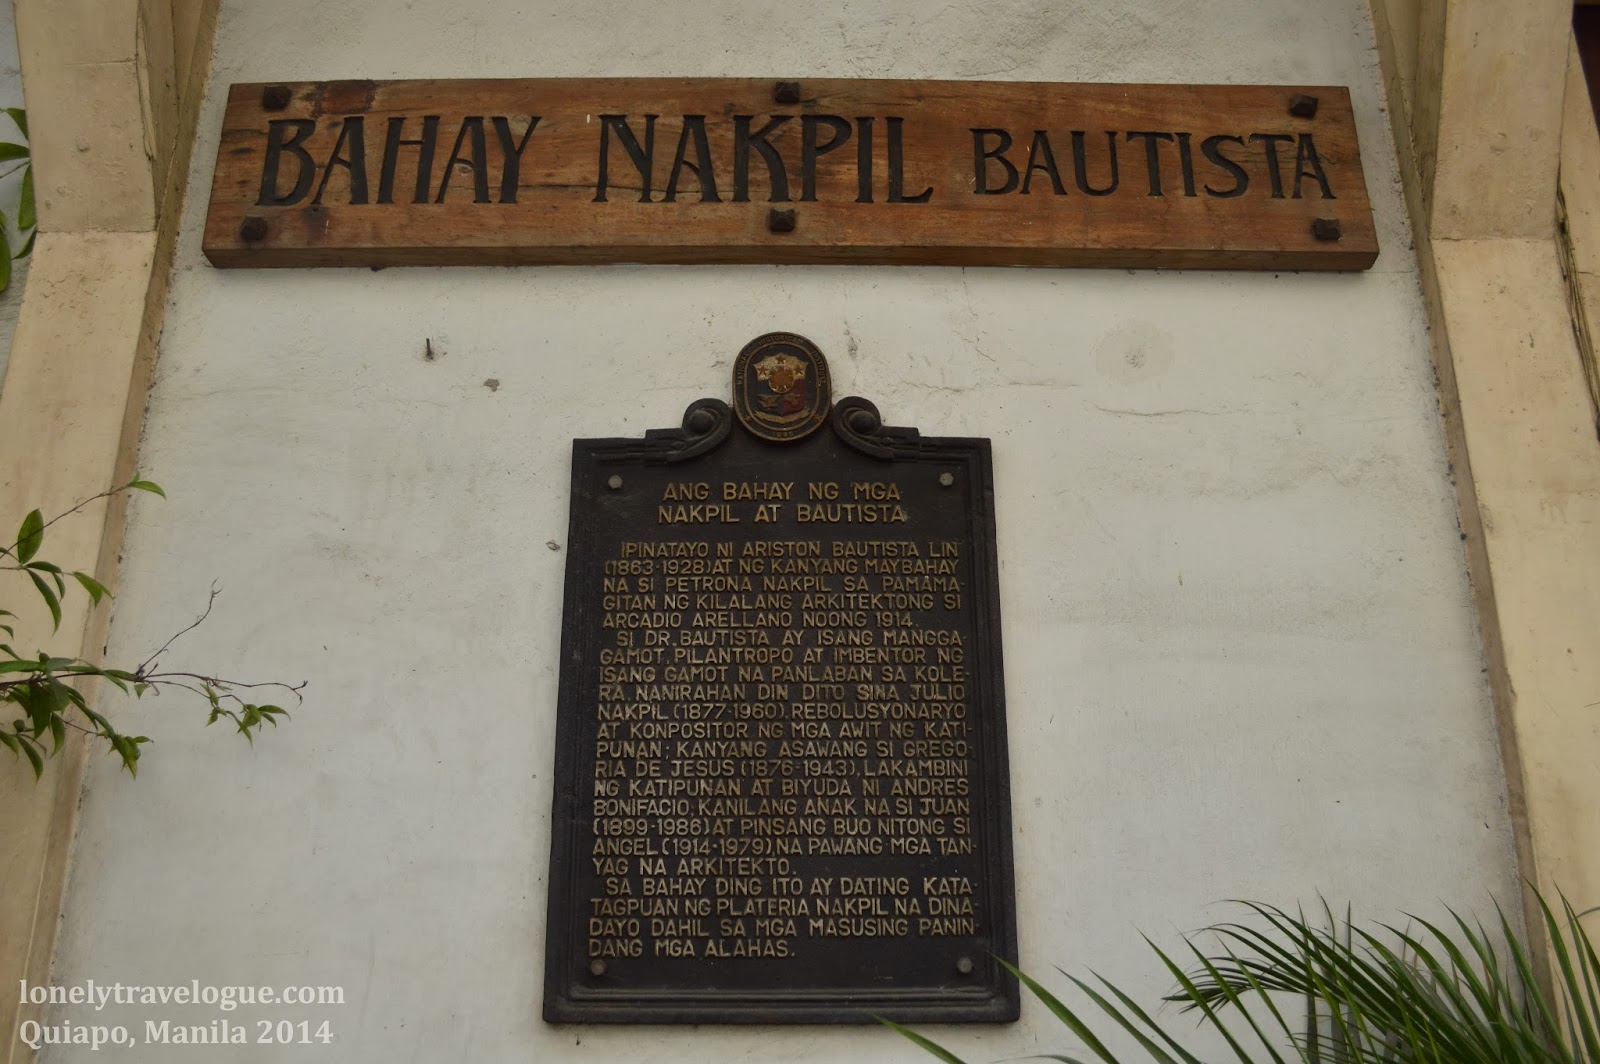 BAHAY NAKPIL BAUTISTA
ANG BAHAY NG MGA
NAKPIL AT BAUTISTA
IPINATAYO NI ARISTON BAUTISTA LIN
(1863-1928) AT NG KANYANG MAYBAHAY
NA SI PETRONA NAKPIL SA PAMAMA-
GITAN NG KILALANG ARKITEKTONG SI
ARCADIO ARELLANO NOONG 1914.
SI DR. BAUTISTA AY ISANG MANGGA-
GAMOT, PILANTROPO AT IMBENTOR NG
ISANG GAMOT NA PANLABAN SA KOLE-
RA. NANIRAHAN DIN DITO SINA JULIO
NAKPIL (1877-1960), REBOLUSYONARYO
AT KONPOSITOR NG MGA AWIT NG KATI-
PUNAN; KANYANG ASAWANG SI GREGO-
RIA DE JESUS (1876-1943), LAKAMBINI
NG KATIPUNAN AT BIYUDA NI ANDRES
BONIFACIO; KANILANG ANAK NA SI JUAN
(1899-1986) AT PINSANG BUO NITONG SI
ANGEL (1914-1979), NA PAWANG MGA TAN-
YAG NA ARKITEKTO.
SA BAHAY DING ITO AY DATING KATA-
TAGPUAN NG PLATERIA NAKPIL NA DINA-
DAYO DAHIL SA MGA MASUSING PANIN-
DANG MGA ALAHAS.
lonelytravelogue.com
Quiapo, Manila 2014